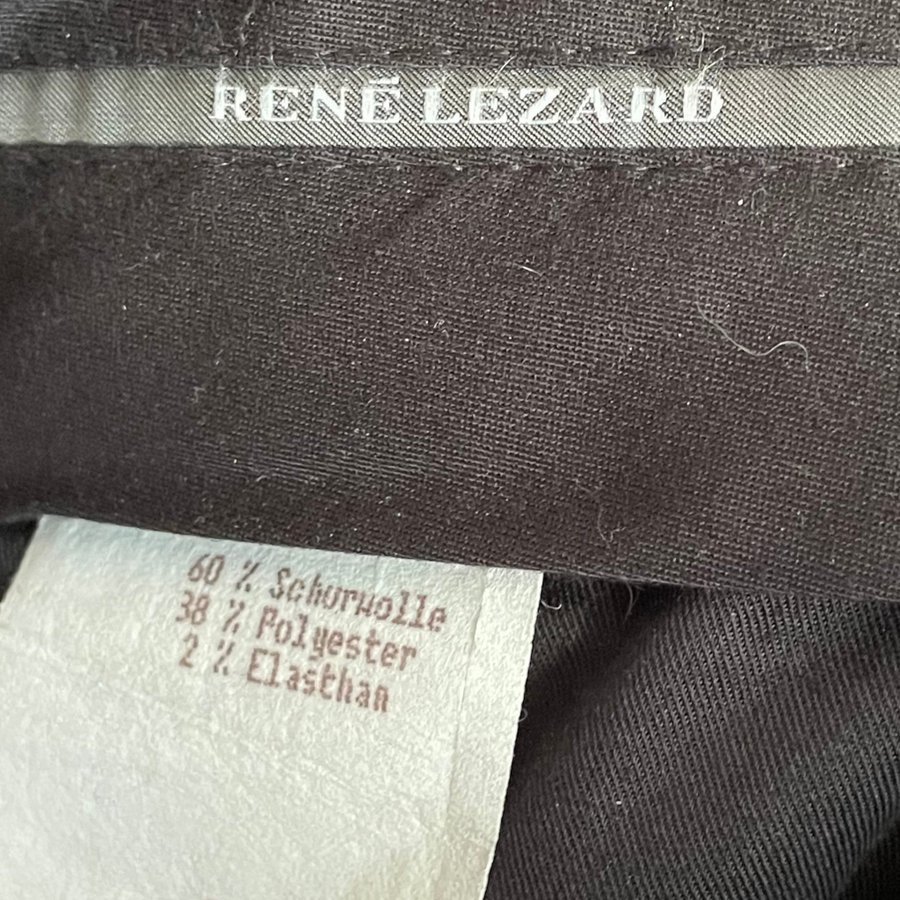 RENÉ LEZARD
60 % Schurwolle
38 % Polyester
2 % Elasthan